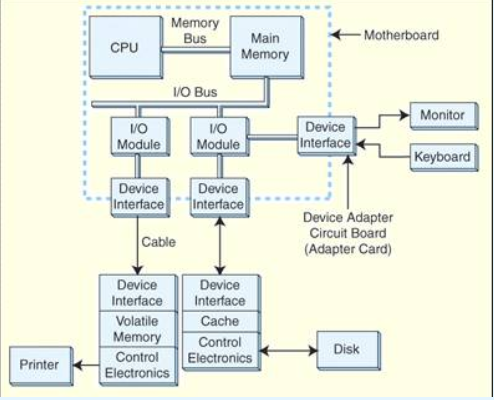 Memory
Bus
CPU
Main
Memory
Motherboard
I/O Bus
I/O
Module
I/O
Module
Device
Interface
Monitor
Keyboard
Device
Interface
Device
Interface
Device Adapter
Circuit Board
(Adapter Card)
Cable
Device
Interface
Volatile
Memory
Control
Electronics
Device
Interface
Cache
Control
Electronics
Disk
Printer